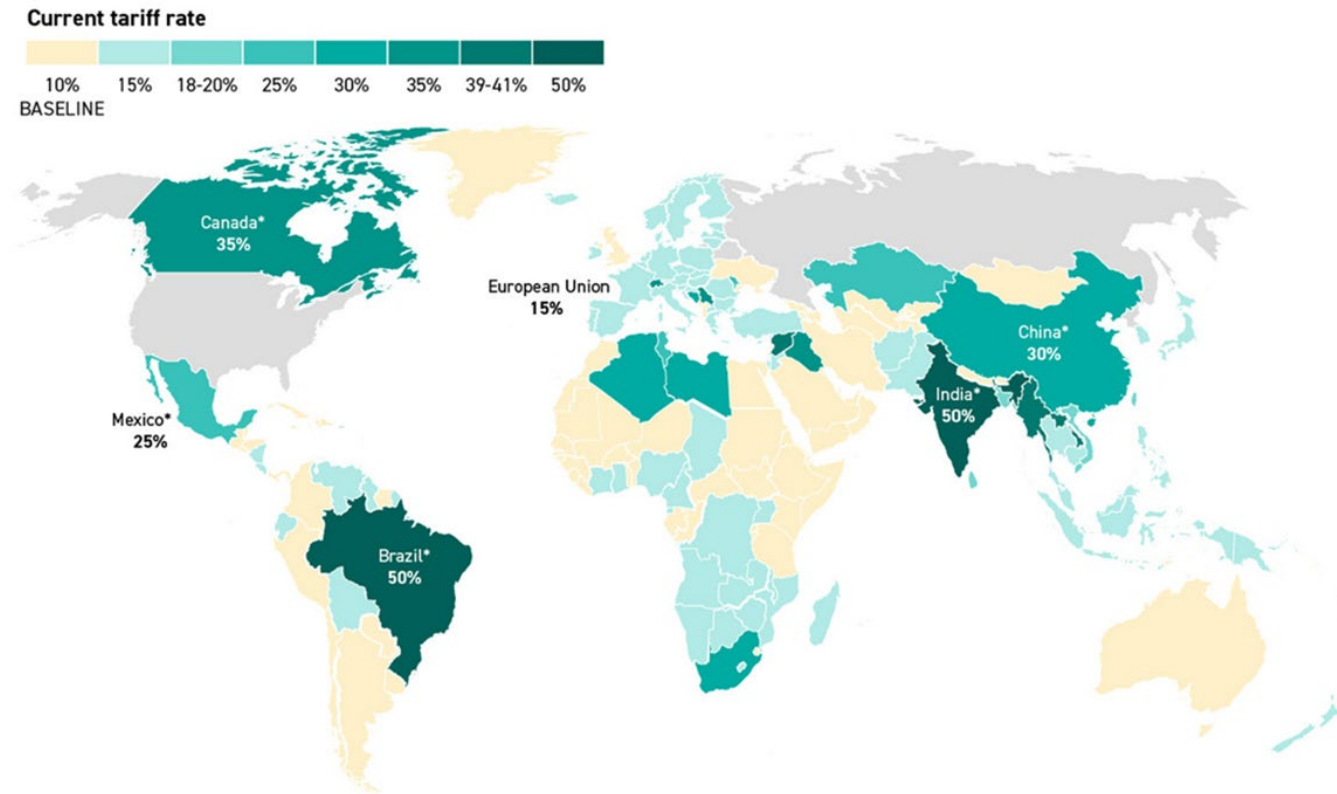 Current tariff rate
10% 15% 18-20% 25% 30% 35% 39-41% 50%
BASELINE
Canada*
35%
European Union
15%
China*
30%
India*
50%
Mexico*
25%
Brazil*
50%